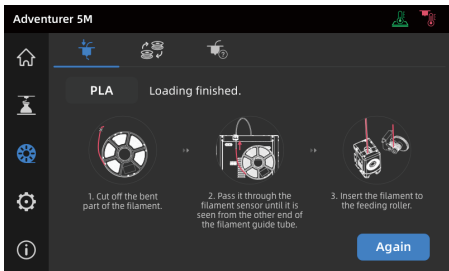 Adventurer 5M
PLA
Loading finished.
1. Cut off the bent
part of the filament.
2. Pass it through the
filament sensor until it is
seen from the other end of
the filament guide tube.
3. Insert the filament to
the feeding roller.
Again